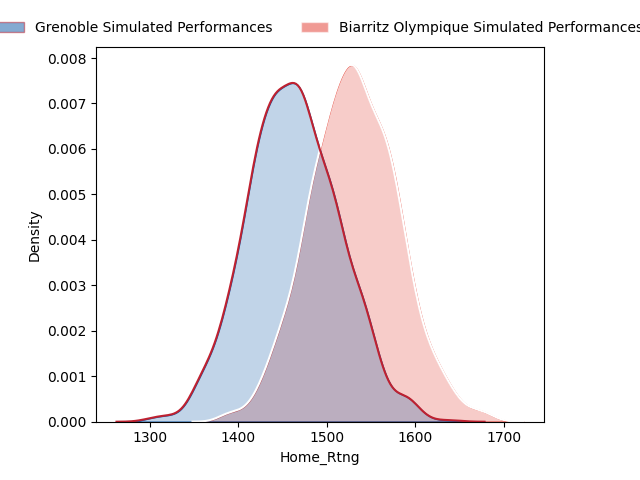 Grenoble Simulated Performances Biarritz Olympique Simulated Performances
0.008
0.007
0.006
0.005
0.004
0.003
0.002
0.001
0.000
Density
1300 1400 1500 1600 1700
Home_Rtng